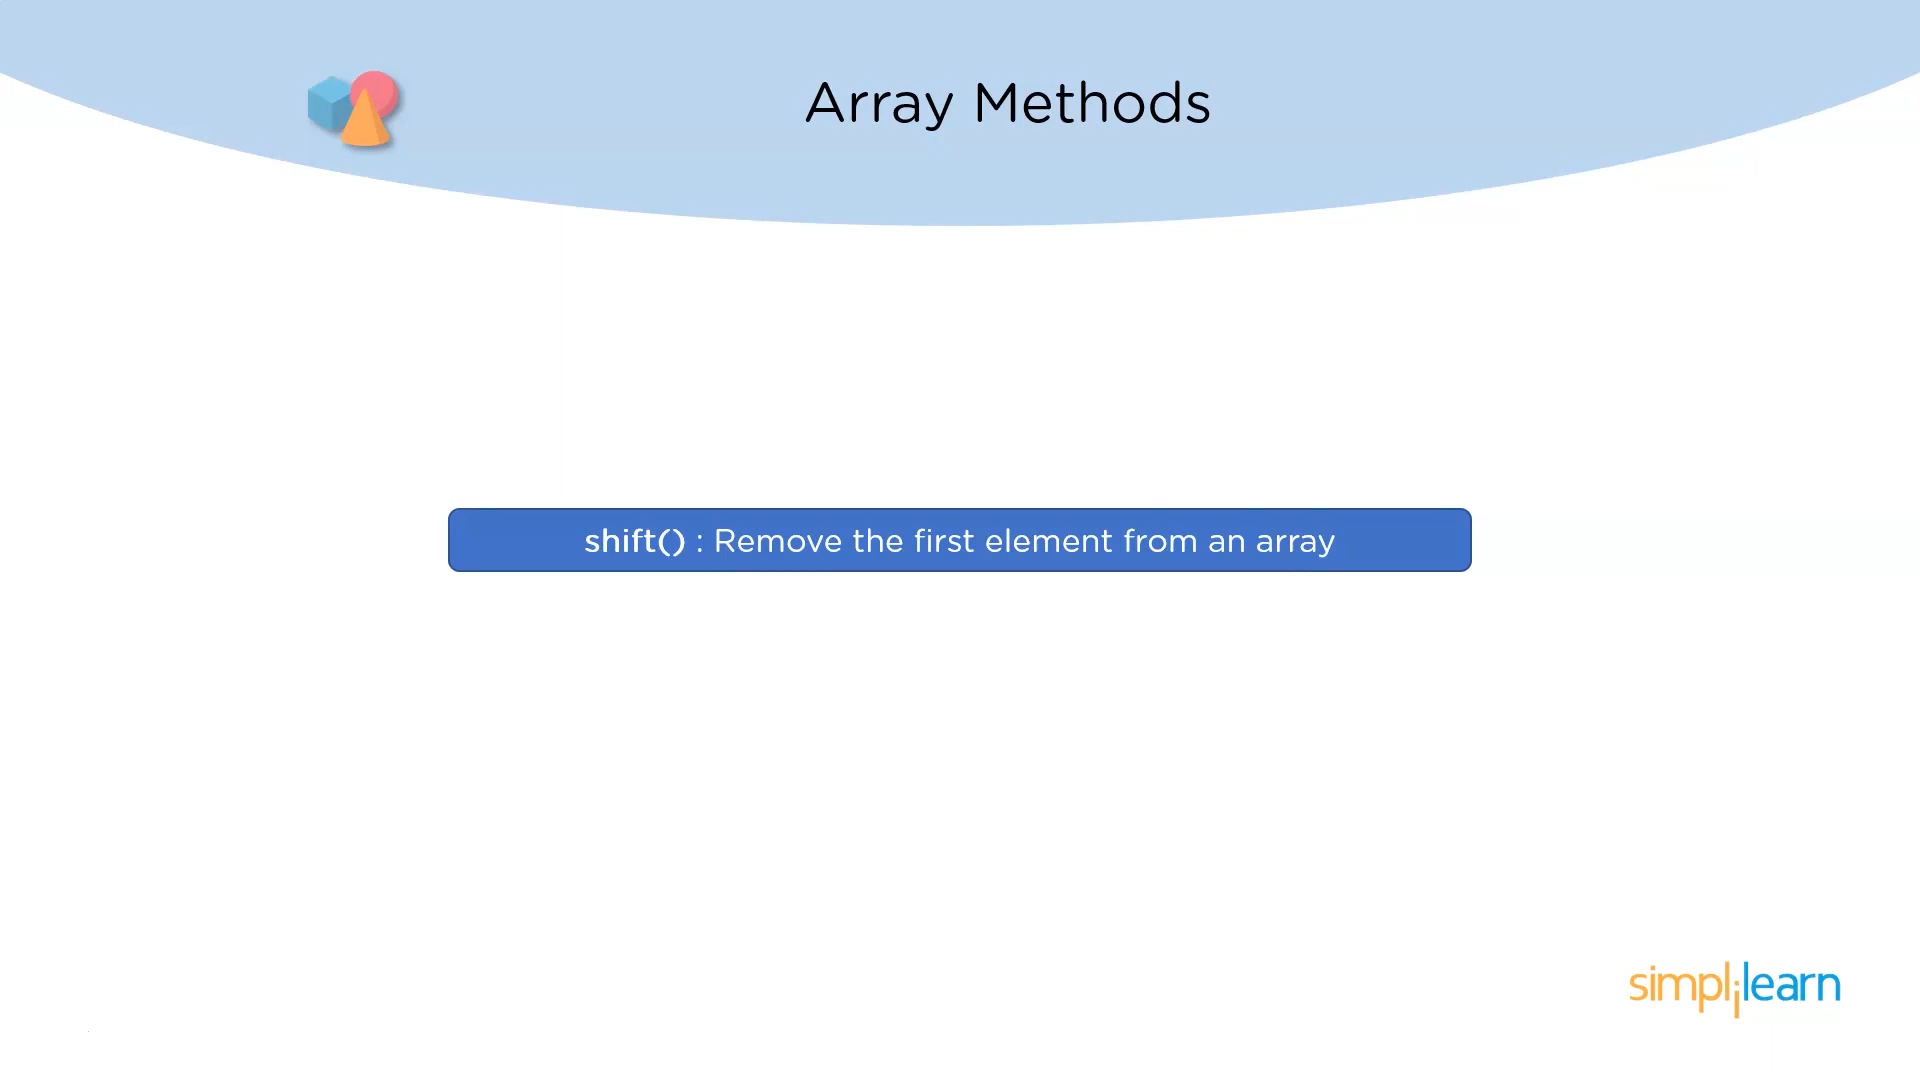 Array Methods
shift() : Remove the first element from an array
simplilearn